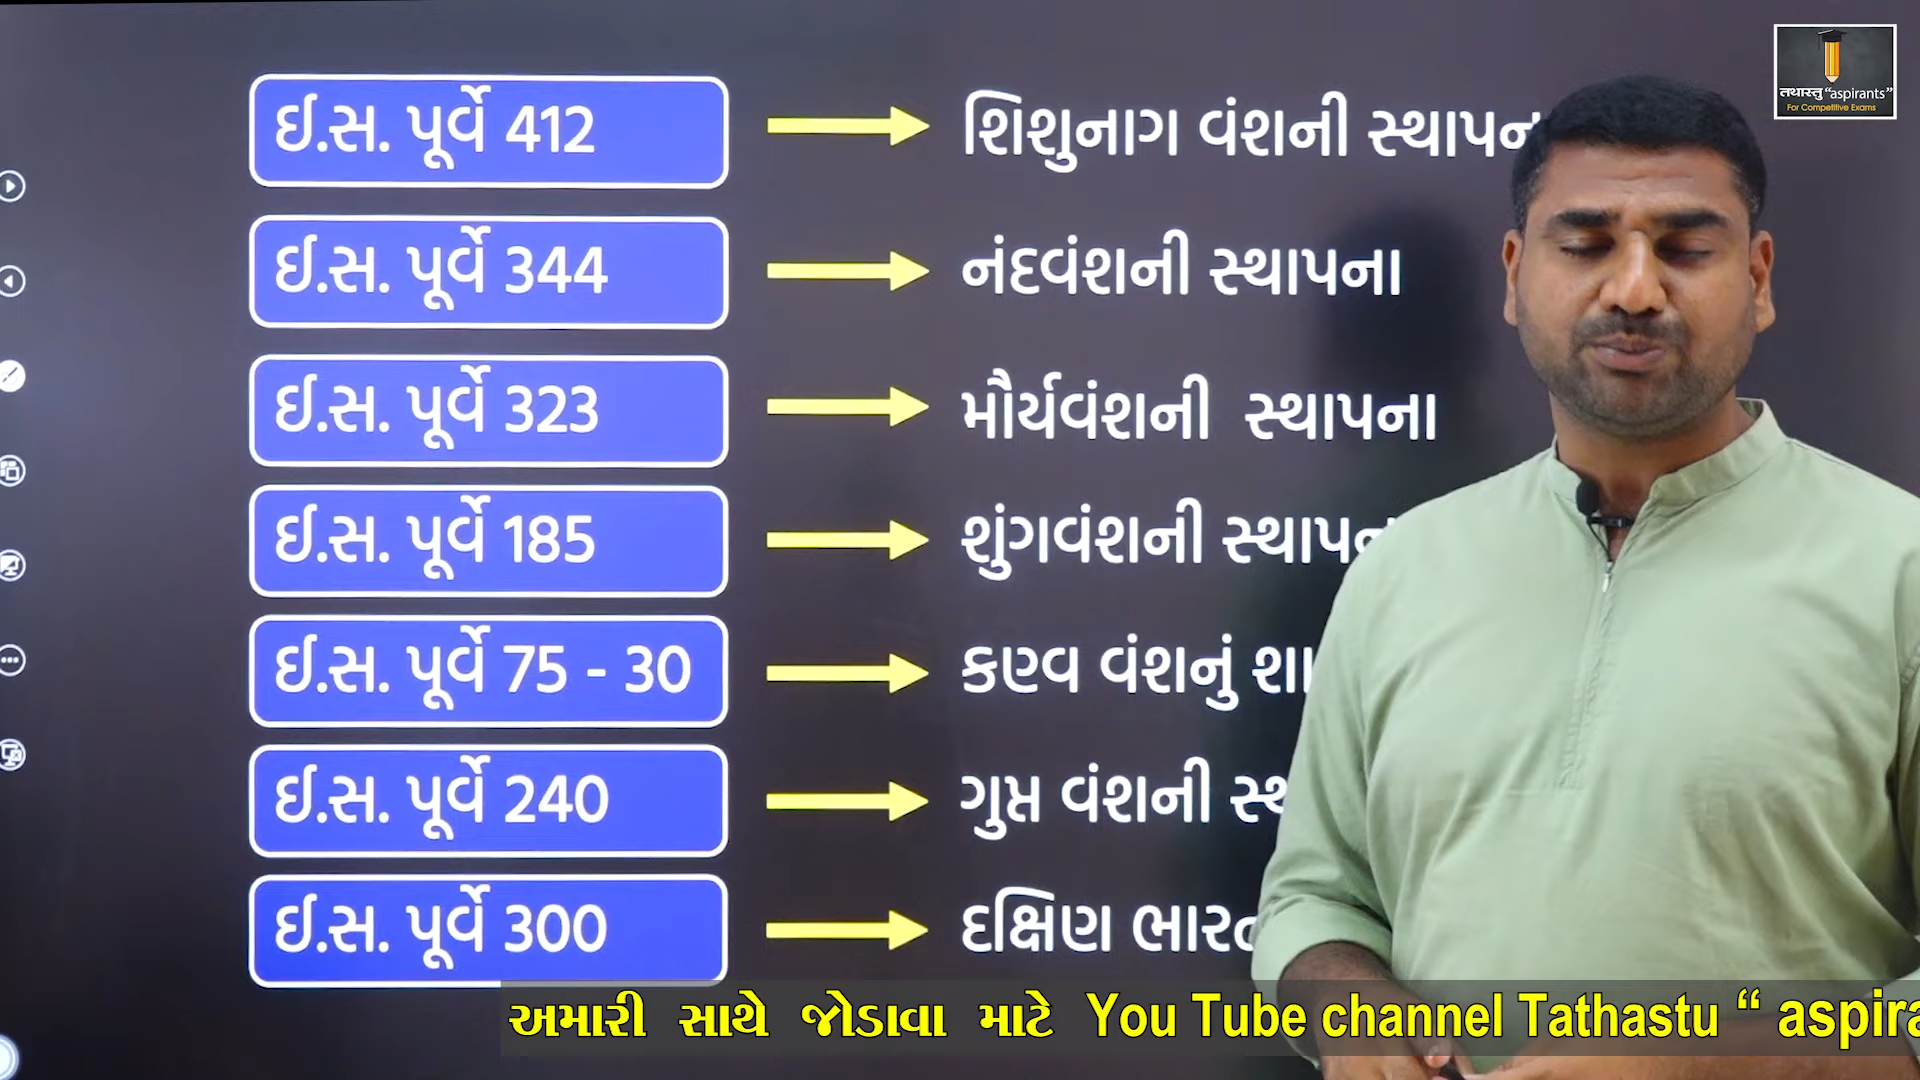 ઈ.સ. પૂર્વે 412 શિશુનાગ વંશની
ઈ.સ. પૂર્વે 344 નંદવંશની સ્થાપના
ઈ.સ. પૂર્વે 323 મૌર્યવંશની સ્થાપના
ઈ.સ. પૂર્વે 185 શુંગવંશની
ઈ.સ. પૂર્વે 75 - 30 કણ્વ વંશનું
ઈ.સ. પૂર્વે 240 ગુપ્ત વંશની
ઈ.સ. પૂર્વે 300 દક્ષિણ
तथास्तु “aspirants”
For Competitive Exams
અમારી સાથે જોડાવા માટે You Tube channel Tathastu “